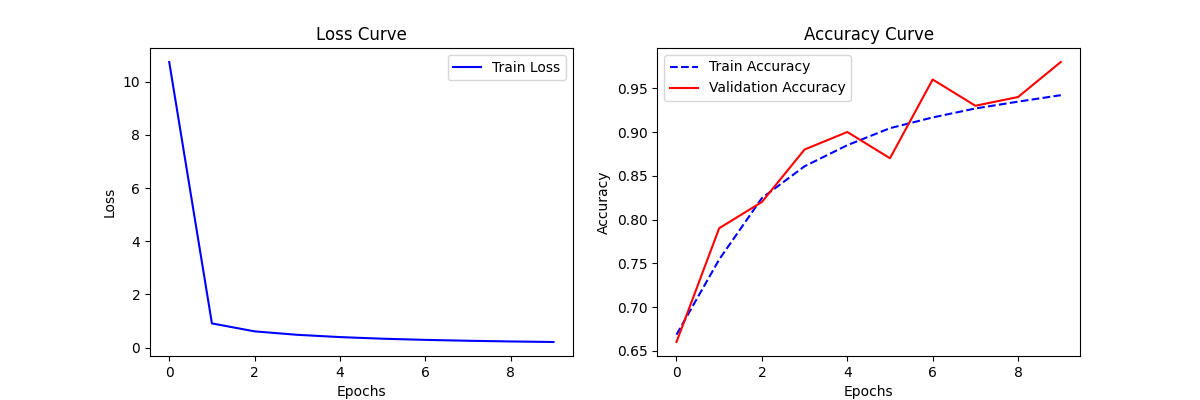 Loss Curve
Train Loss
10
8
6
4
2
0
Loss
0 2 4 6 8
Epochs
Accuracy Curve
Train Accuracy
Validation Accuracy
0.95
0.90
0.85
0.80
0.75
0.70
0.65
Accuracy
0 2 4 6 8
Epochs